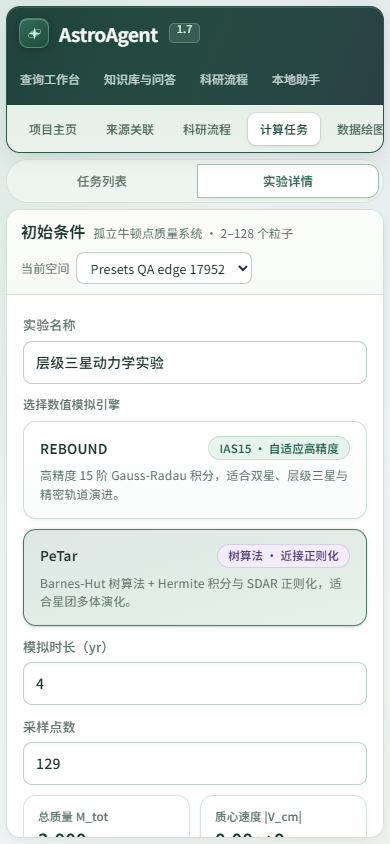 AstroAgent 1.7
查询工作台 知识库与问答 科研流程 本地助手
项目主页 来源关联 科研流程 计算任务 数据绘图
任务列表 实验详情
初始条件 孤立牛顿点质量系统 · 2–128 个粒子
当前空间 Presets QA edge 17952
实验名称
层级三星动力学实验
选择数值模拟引擎
REBOUND IAS15 · 自适应高精度
高精度 15 阶 Gauss-Radau 积分，适合双星、层级三星与
精密轨道演进。
PeTar 树算法 · 近接正则化
Barnes-Hut 树算法 + Hermite 积分与 SDAR 正则化，适
合星团多体演化。
模拟时长（yr）
4
采样点数
129
总质量 M_tot 质心速度 |V_cm|